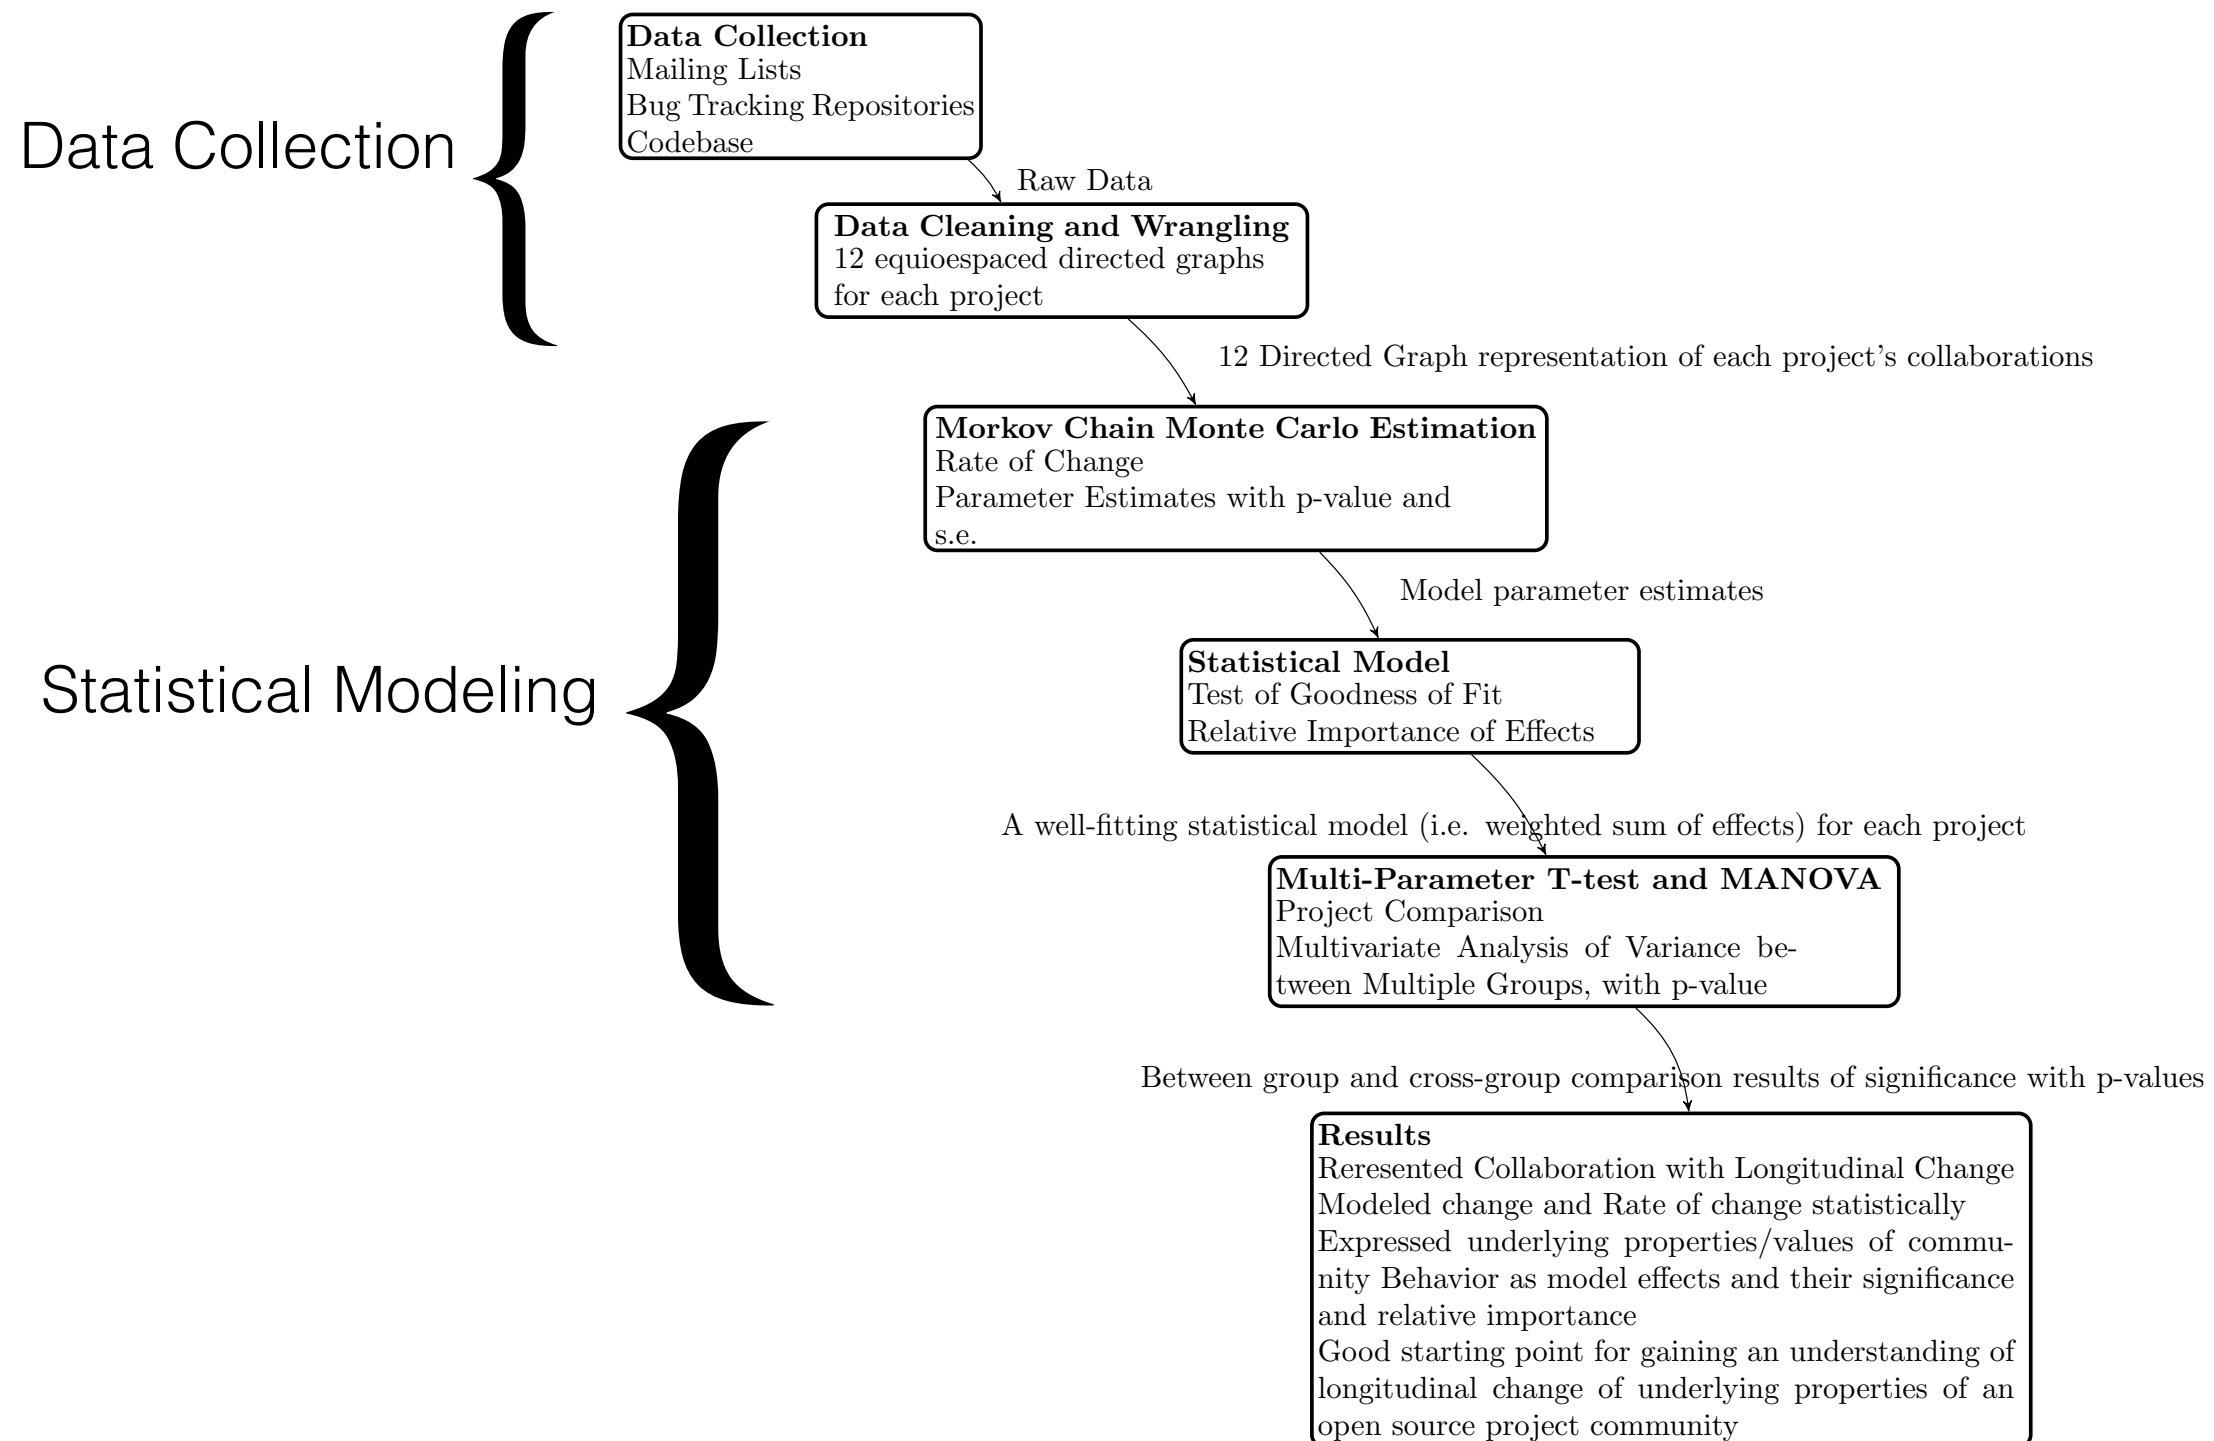 Data Collection
Mailing Lists
Bug Tracking Repositories
Codebase
Data Collection
Raw Data
Data Cleaning and Wrangling
12 equioespaced directed graphs
for each project
12 Directed Graph representation of each project's collaborations
Morkov Chain Monte Carlo Estimation
Rate of Change
Parameter Estimates with p-value and
s.e.
Model parameter estimates
Statistical Modeling
Statistical Model
Test of Goodness of Fit
Relative Importance of Effects
A well-fitting statistical model (i.e. weighted sum of effects) for each project
Multi-Parameter T-test and MANOVA
Project Comparison
Multivariate Analysis of Variance be-
tween Multiple Groups, with p-value
Between group and cross-group comparison results of significance with p-values
Results
Reresented Collaboration with Longitudinal Change
Modeled change and Rate of change statistically
Expressed underlying properties/values of commu-
nity Behavior as model effects and their significance
and relative importance
Good starting point for gaining an understanding of
longitudinal change of underlying properties of an
open source project community